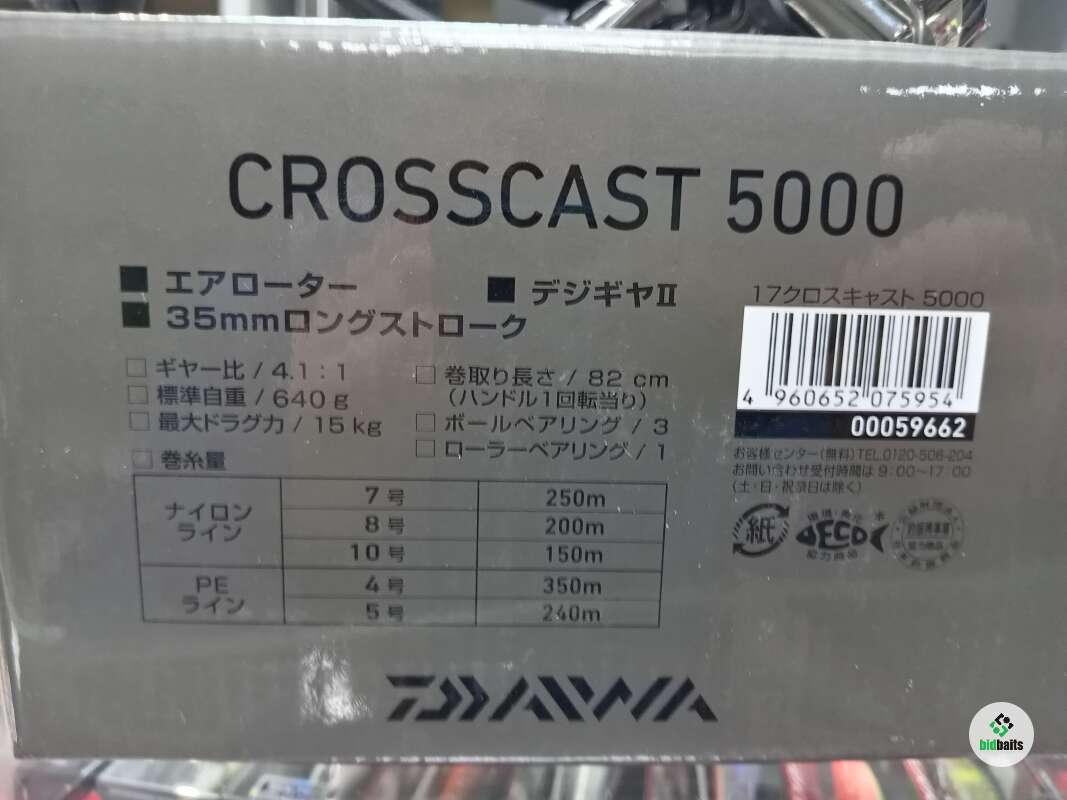 CROSSCAST 5000
■ エアローター ■ デジギヤⅡ
■ 35mmロングストローク
17クロスキャスト 5000
□ ギヤー比 / 4.1:1
□ 標準自重 / 640 g
□ 最大ドラグ力 / 15 kg
□ 巻取り長さ / 82 cm
(ハンドル1回転当り)
□ ボールベアリング / 3
□ ローラーベアリング / 1
4 960652 075954
00059662
お客様センター(無料)TEL.0120-506-204
お問い合わせ受付時間は 9:00~17:00
(土・日・祝祭日は除く)
□ 巻糸量
ナイロンライン
7 号 250m
8 号 200m
10 号 150m
PEライン
4 号 350m
5 号 240m
紙
ECO
協力商品
DAIWA
bidbaits